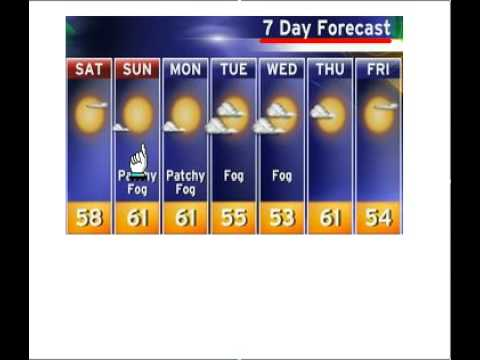 7 Day Forecast
SAT SUN MON TUE WED THU FRI
Patchy Patchy Fog Fog
Fog Fog
58 61 61 55 53 61 54